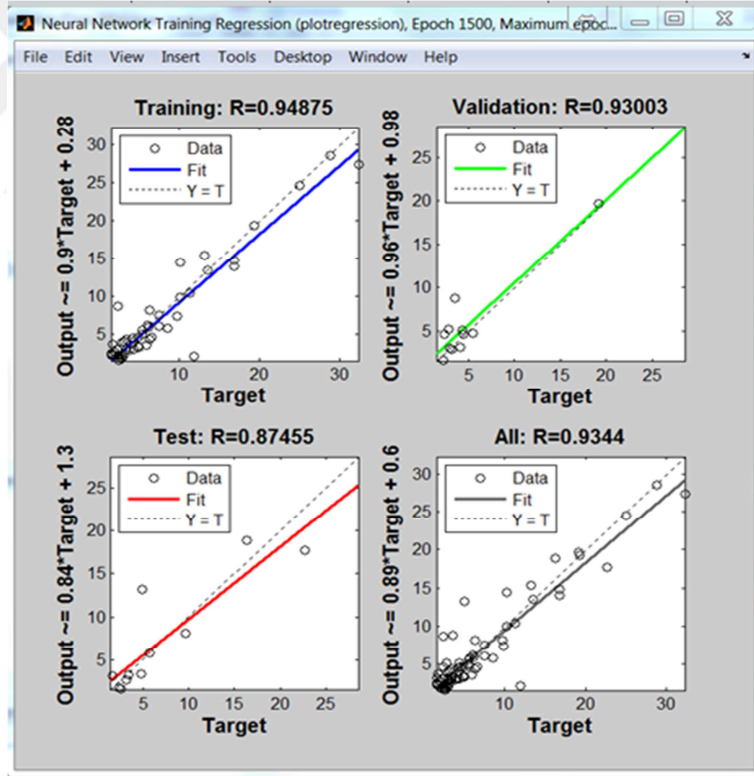 Neural Network Training Regression (plotregression), Epoch 1500, Maximum epoc...
File Edit View Insert Tools Desktop Window Help
Training: R=0.94875
Output ~= 0.9*Target + 0.28
30
25
20
15
10
5
Data
Fit
Y = T
10 20 30
Target
Validation: R=0.93003
Output ~= 0.96*Target + 0.98
25
20
15
10
5
Data
Fit
Y = T
5 10 15 20 25
Target
Test: R=0.87455
Output ~= 0.84*Target + 1.3
25
20
15
10
5
Data
Fit
Y = T
5 10 15 20 25
Target
All: R=0.9344
Output ~= 0.89*Target + 0.6
30
25
20
15
10
5
Data
Fit
Y = T
10 20 30
Target